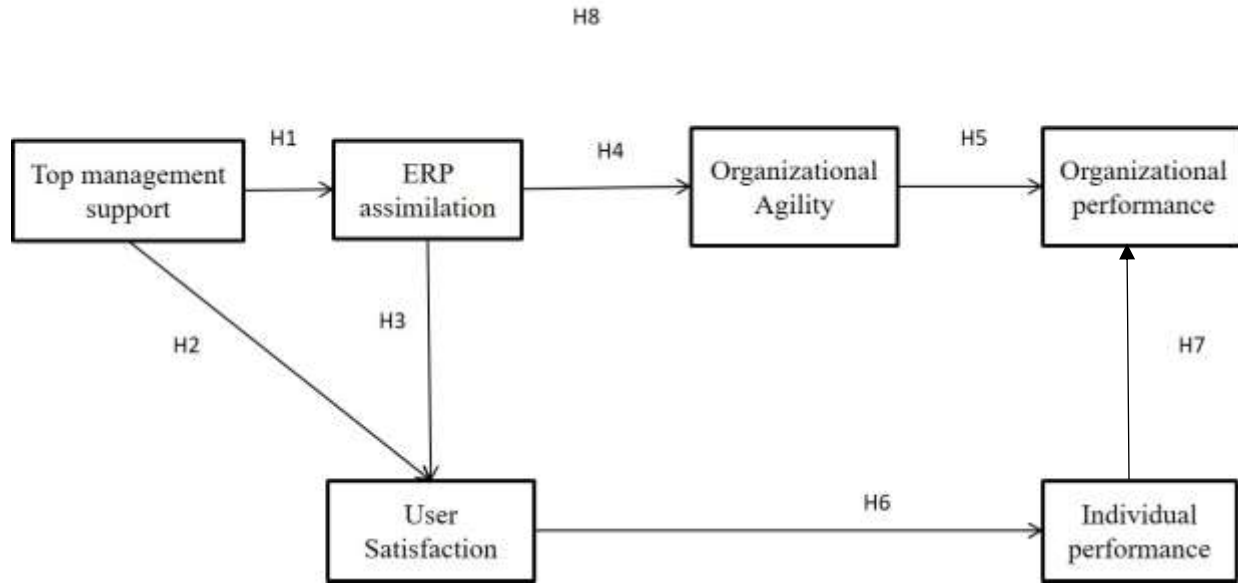 H8
H1
H4
H5
Top management
support
ERP
assimilation
Organizational
Agility
Organizational
performance
H2
H3
H7
H6
User
Satisfaction
Individual
performance